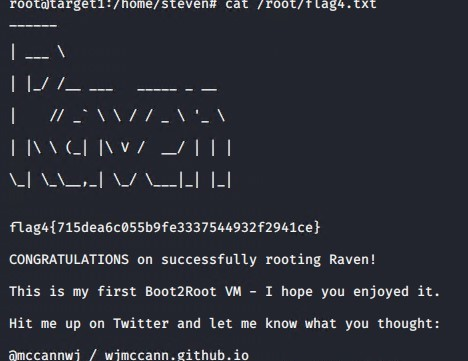 root@target1:/home/steven# cat /root/flag4.txt
______
| ___ \
| |_/ /__ ___   _____ _ __
|    // _` \ \ / / _ \ '_ \
| |\ \ (_| |\ V /  __/ | | |
\_| \_\__,_| \_/ \___|_| |_|
flag4{715dea6c055b9fe3337544932f2941ce}
CONGRATULATIONS on successfully rooting Raven!
This is my first Boot2Root VM - I hope you enjoyed it.
Hit me up on Twitter and let me know what you thought:
@mccannwj / wjmccann.github.io